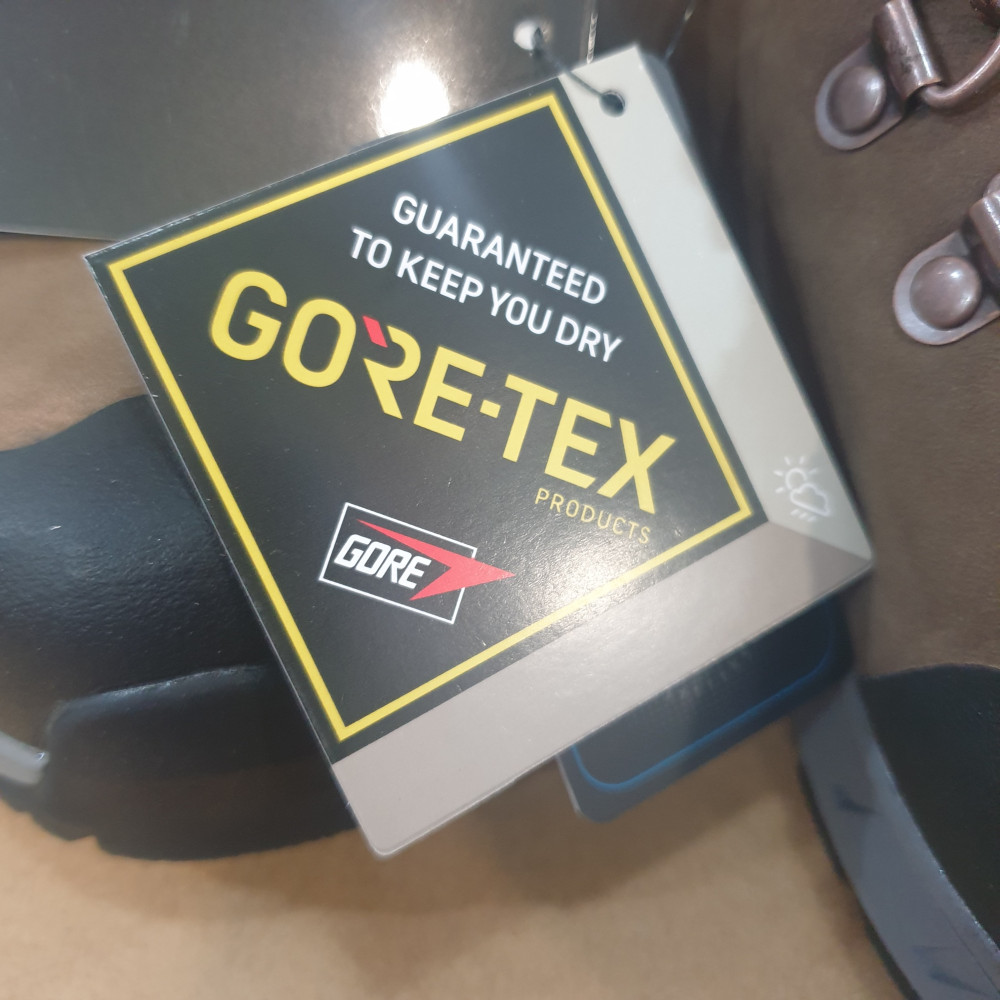 GUARANTEED
TO KEEP YOU DRY
GORE-TEX
PRODUCTS
GORE